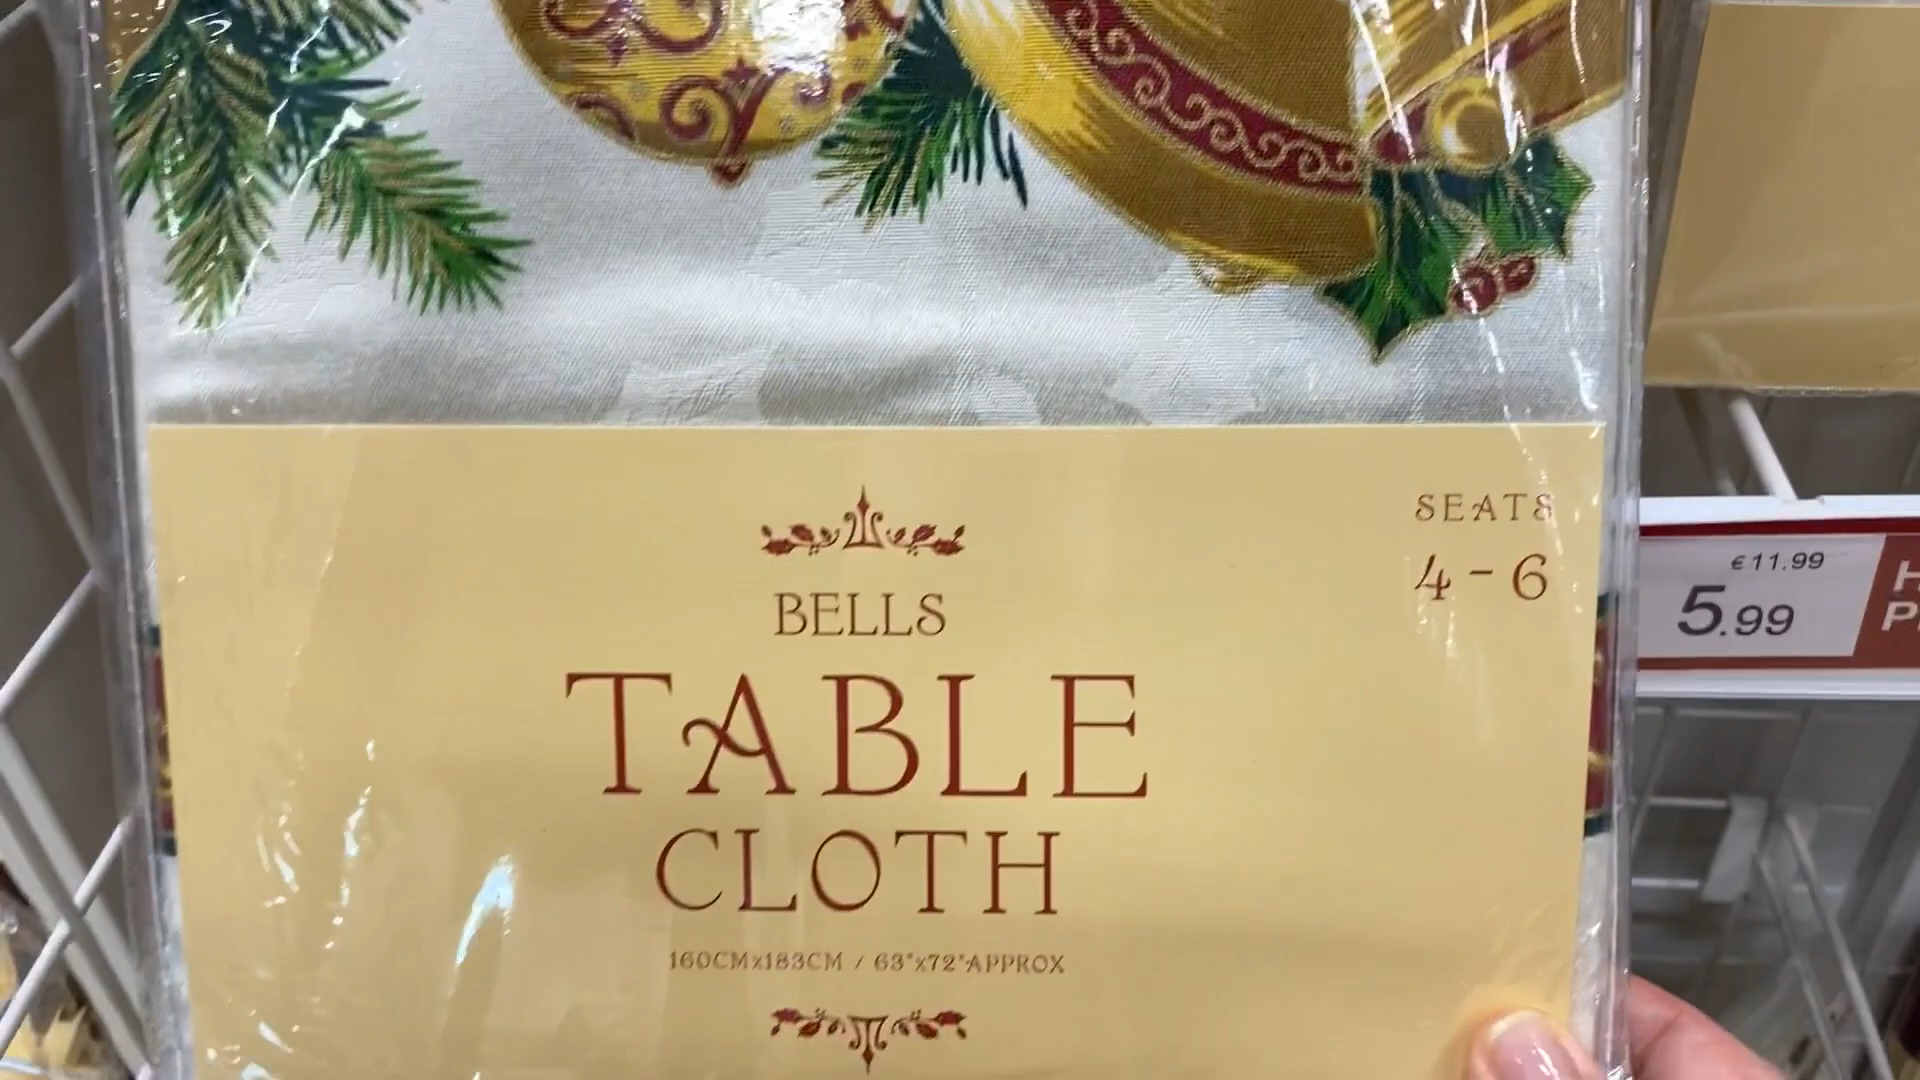 BELLS
TABLE
CLOTH
160CMx183CM / 63"x72"APPROX
SEATS
4 - 6
€11.99
5.99